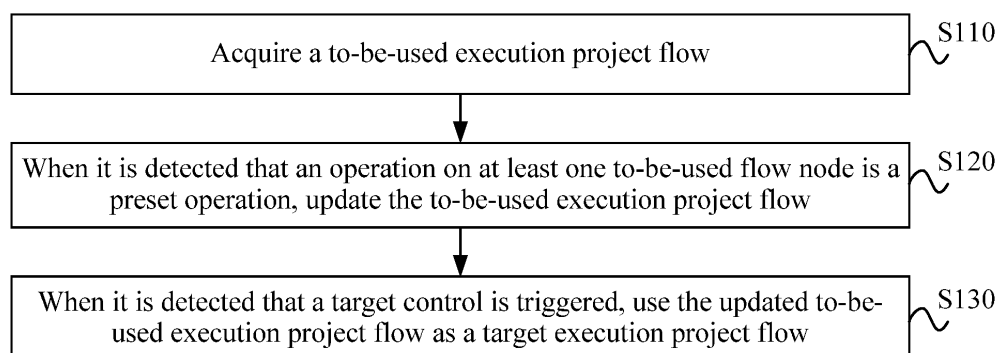 Acquire a to-be-used execution project flow
S110
When it is detected that an operation on at least one to-be-used flow node is a
preset operation, update the to-be-used execution project flow
S120
When it is detected that a target control is triggered, use the updated to-be-
used execution project flow as a target execution project flow
S130